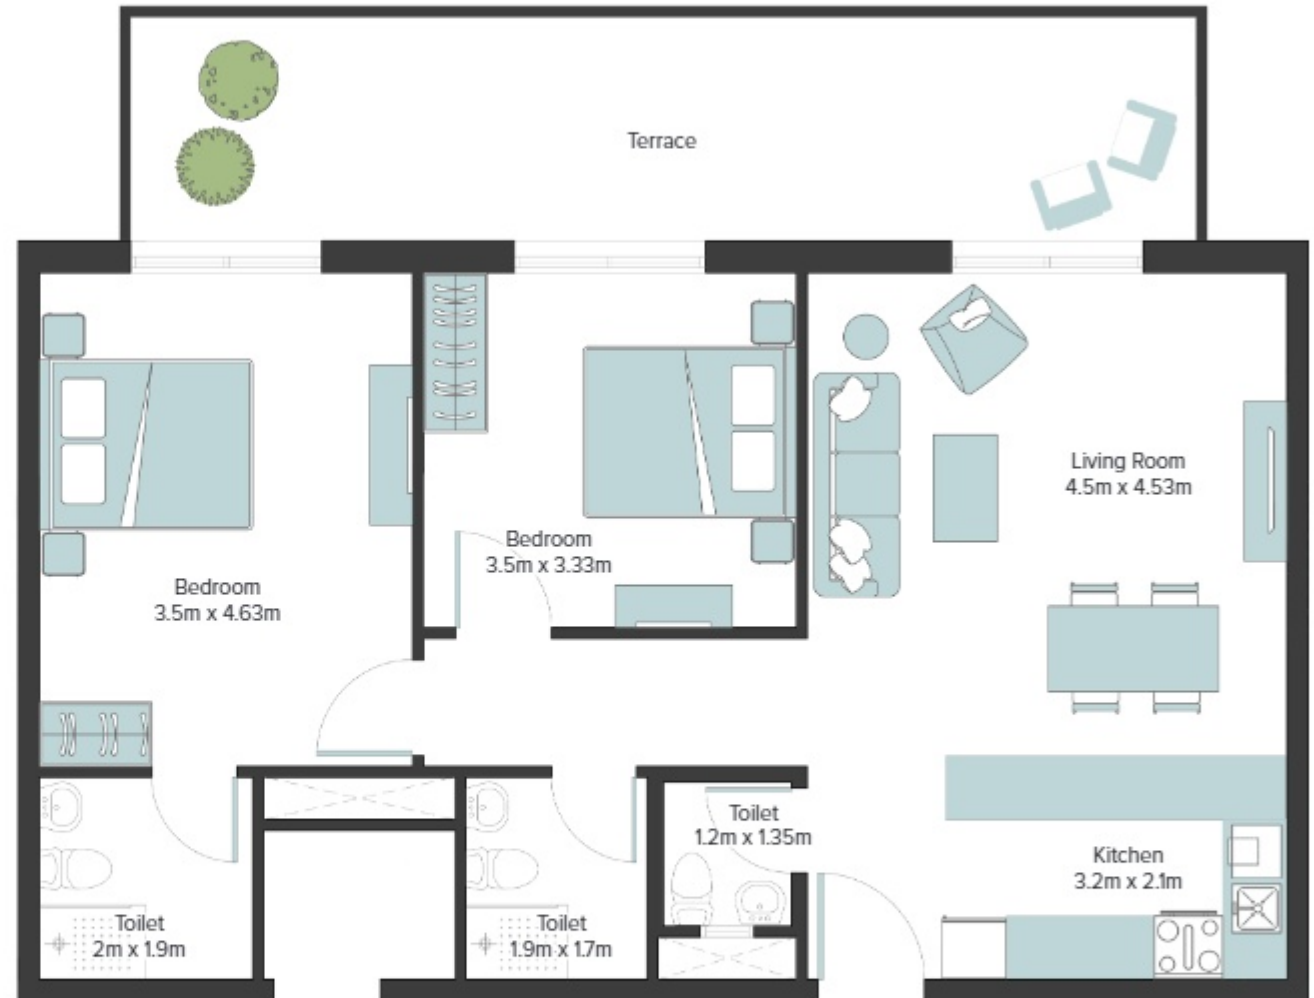 Terrace
Living Room
4.5m x 4.53m
Bedroom
3.5m x 3.33m
Bedroom
3.5m x 4.63m
Toilet
1.2m x 1.35m
Kitchen
3.2m x 2.1m
Toilet
2m x 1.9m
Toilet
1.9m x 1.7m